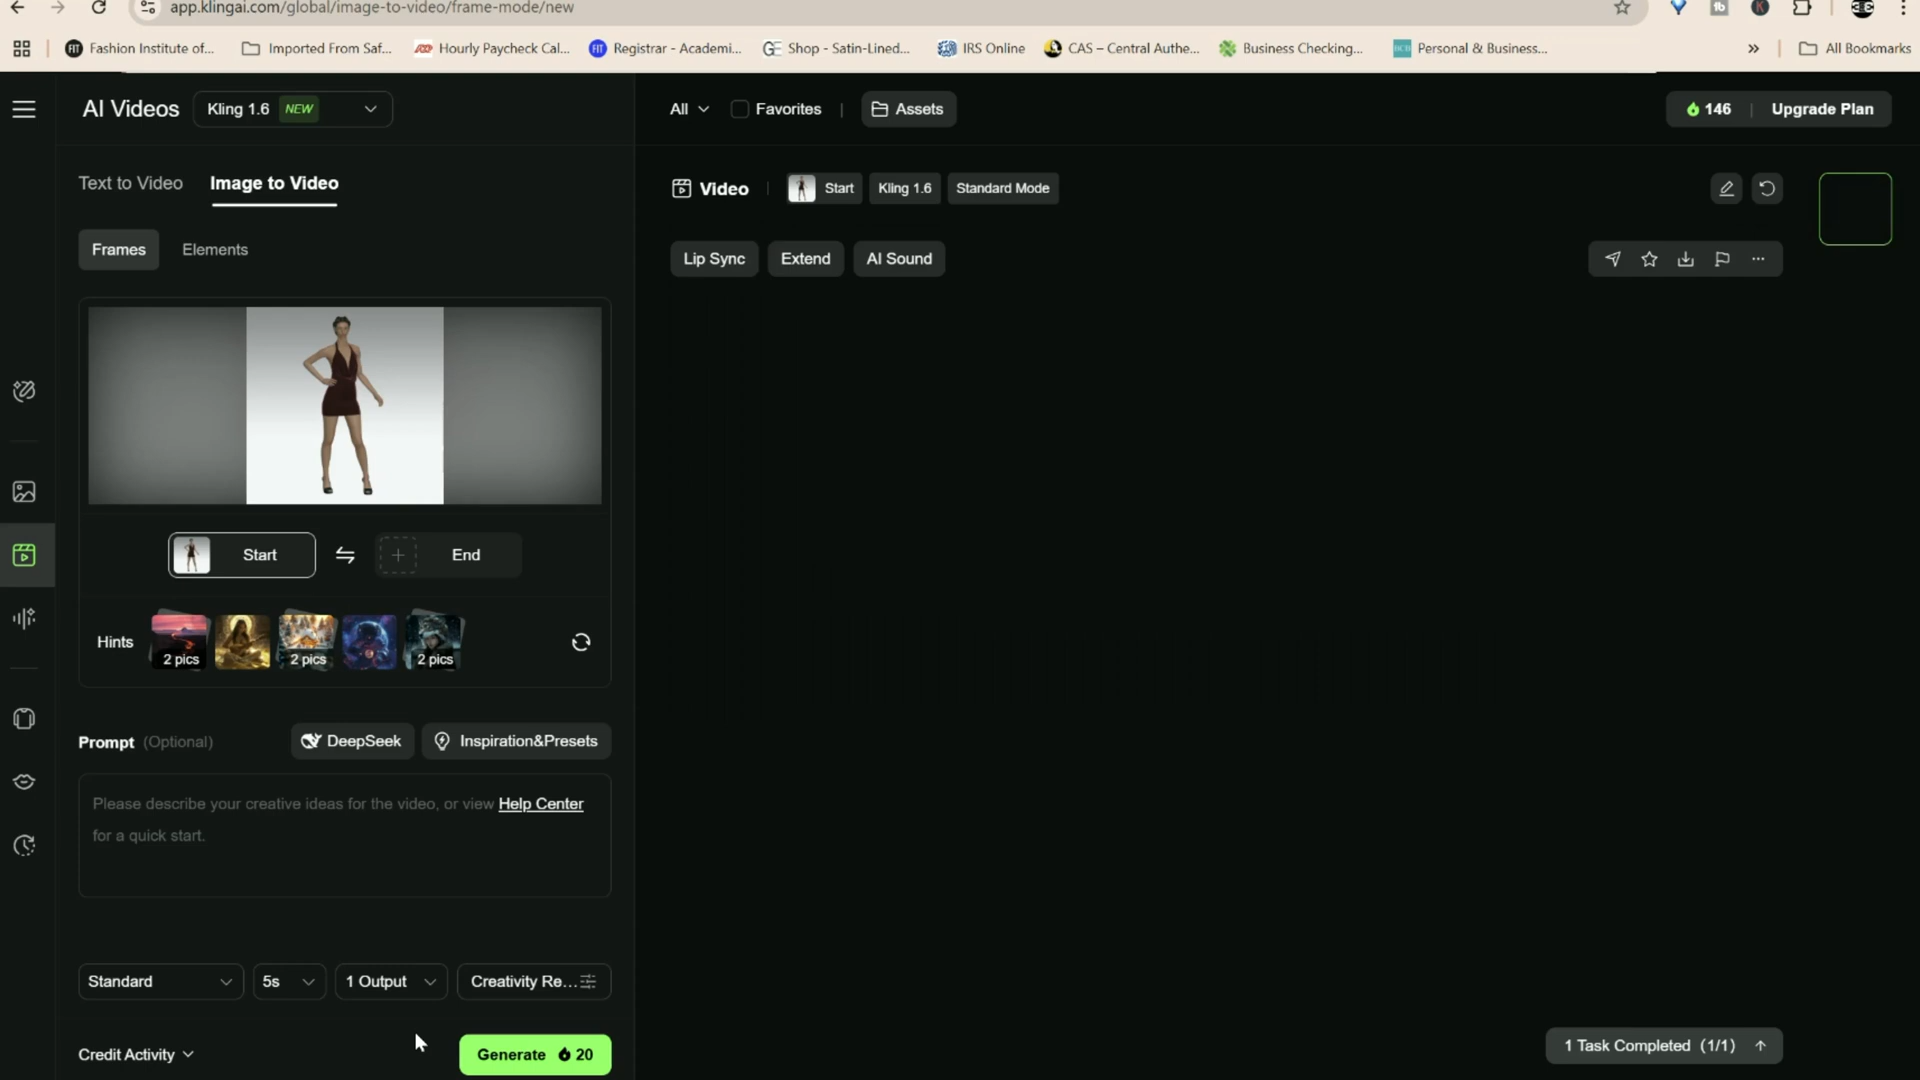 app.klingai.com/global/image-to-video/frame-mode/new
Fashion Institute of...
Imported From Saf...
Hourly Paycheck Cal...
Registrar - Academi...
Shop - Satin-Lined...
IRS Online
CAS – Central Authe...
Business Checking...
Personal & Business...
»
All Bookmarks
AI Videos
Kling 1.6 NEW
All
Favorites
Assets
146
Upgrade Plan
Text to Video
Image to Video
Video
Start
Kling 1.6
Standard Mode
Frames
Elements
Lip Sync
Extend
AI Sound
Start
End
Hints
2 pics
2 pics
2 pics
Prompt (Optional)
DeepSeek
Inspiration&Presets
Please describe your creative ideas for the video, or view Help Center
for a quick start.
Standard
5s
1 Output
Creativity Re...
Credit Activity
Generate 20
1 Task Completed (1/1)